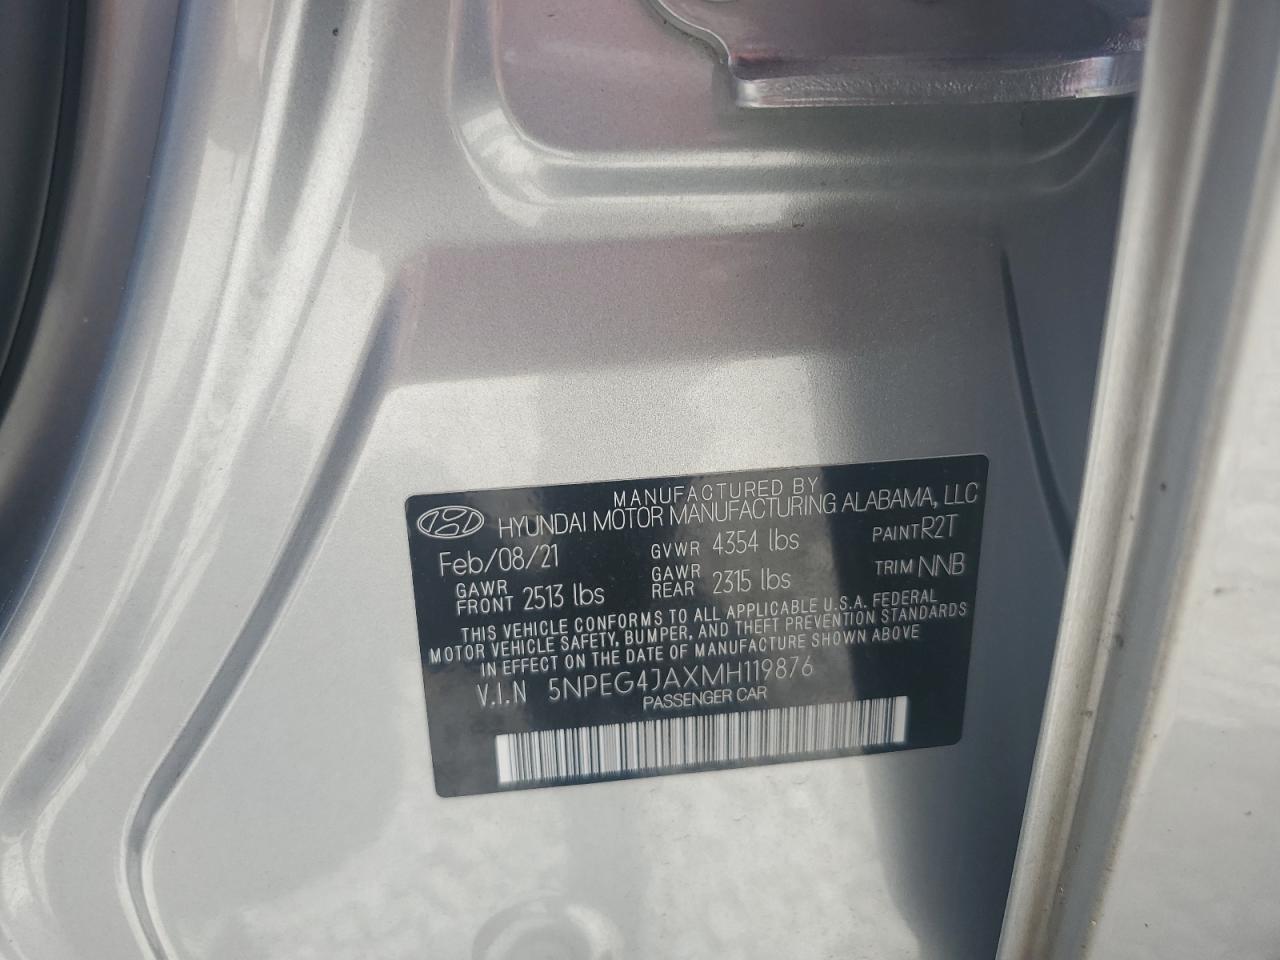 MANUFACTURED BY
HYUNDAI MOTOR MANUFACTURING ALABAMA, LLC
Feb/08/21 GVWR 4354 lbs PAINT R2T
GAWR FRONT 2513 lbs GAWR REAR 2315 lbs TRIM NNB
THIS VEHICLE CONFORMS TO ALL APPLICABLE U.S.A. FEDERAL
MOTOR VEHICLE SAFETY, BUMPER, AND THEFT PREVENTION STANDARDS
IN EFFECT ON THE DATE OF MANUFACTURE SHOWN ABOVE
V.I.N 5NPEG4JAXMH119876
PASSENGER CAR